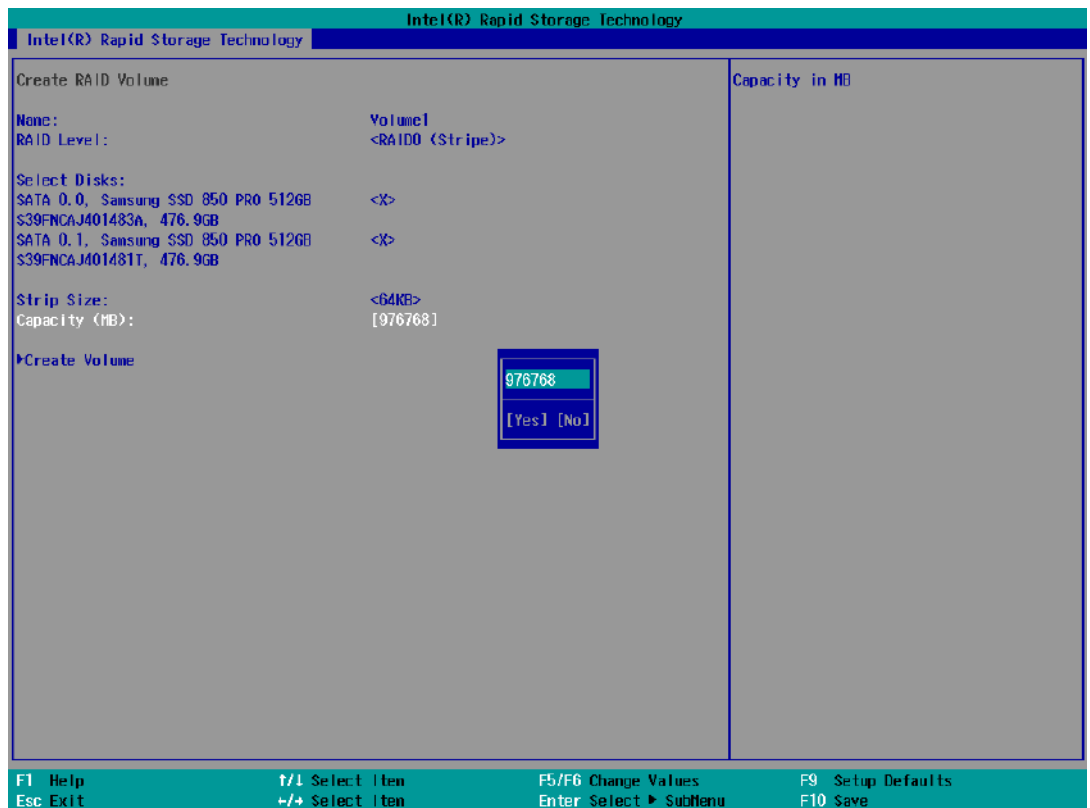 Intel(R) Rapid Storage Technology
Intel(R) Rapid Storage Technology
Create RAID Volume
Capacity in MB
Name: Volume1
RAID Level: <RAID0 (Stripe)>
Select Disks:
SATA 0.0, Samsung SSD 850 PRO 512GB <X>
S39FNCAJ401483A, 476.9GB
SATA 0.1, Samsung SSD 850 PRO 512GB <X>
S39FNCAJ401481T, 476.9GB
Strip Size: <64KB>
Capacity (MB): [976768]
▶Create Volume
976768
[Yes] [No]
F1 Help ↑/↓ Select Item F5/F6 Change Values F9 Setup Defaults
Esc Exit ←/→ Select Item Enter Select ▶ SubMenu F10 Save